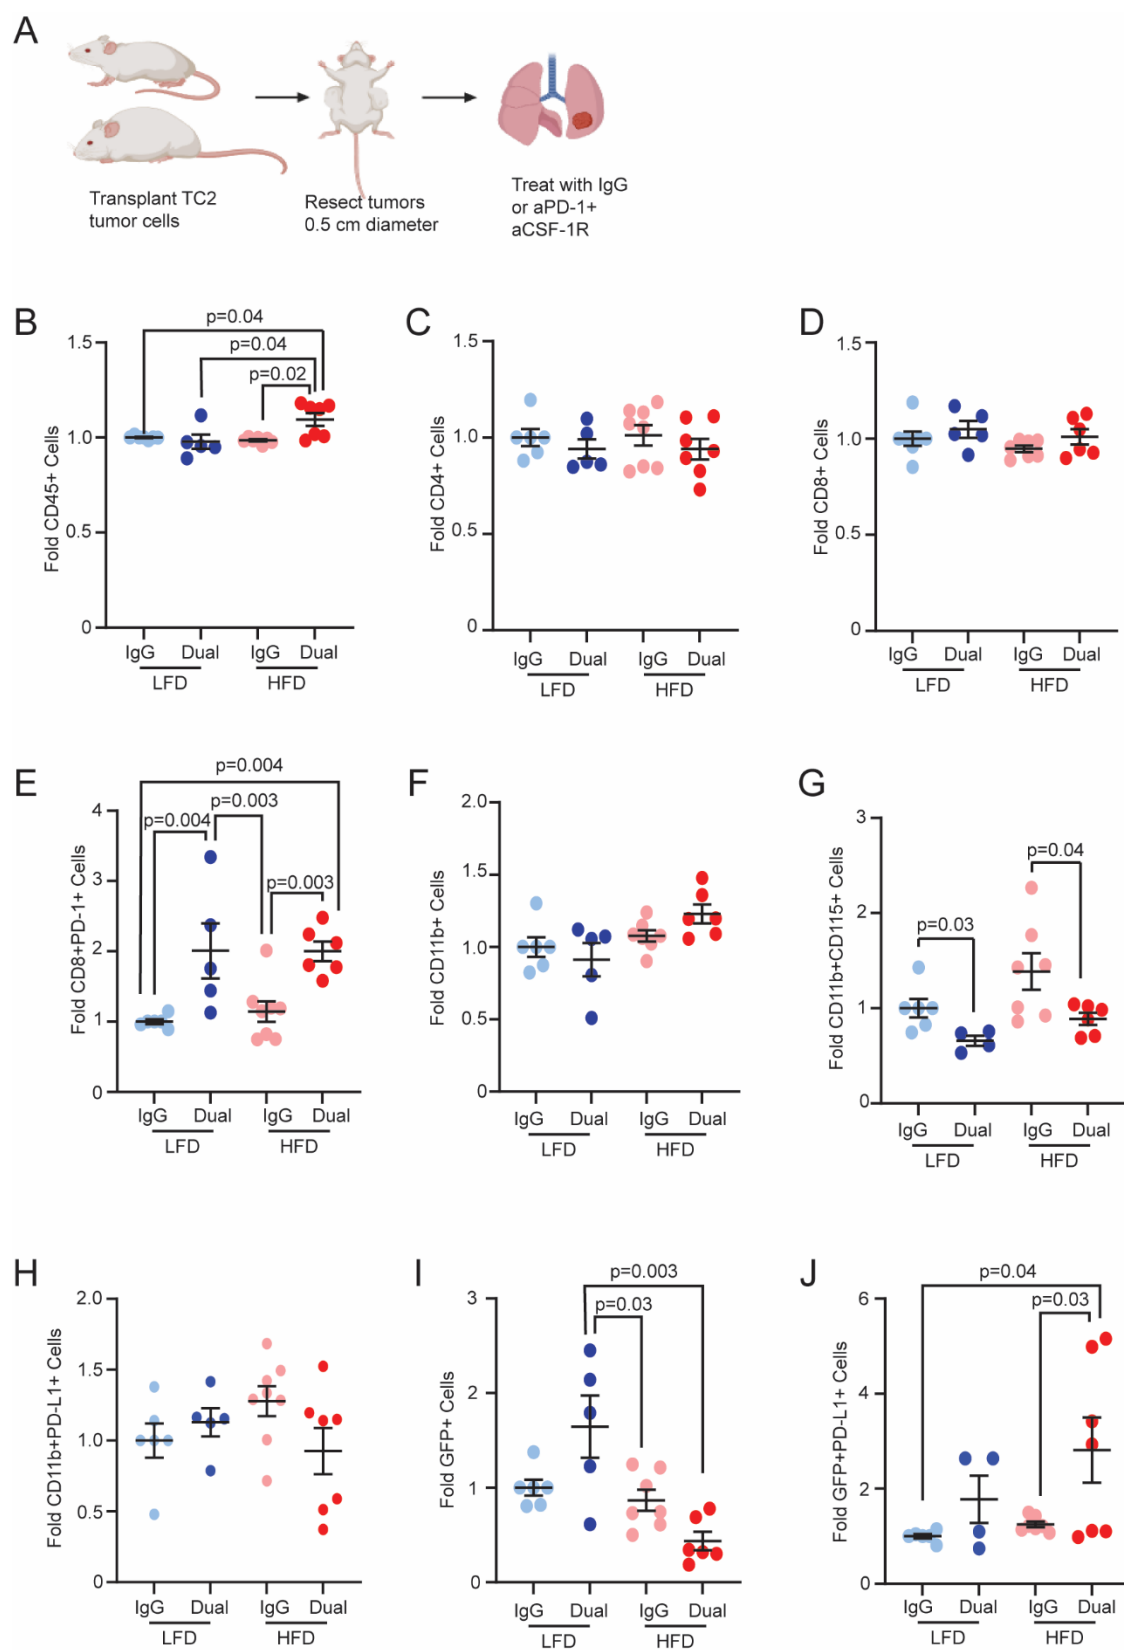 A
Transplant TC2
tumor cells
Resect tumors
0.5 cm diameter
Treat with IgG
or aPD-1+
aCSF-1R
B
p=0.04
p=0.04
p=0.02
1.5
1.0
0.5
0
Fold CD45+ Cells
IgG Dual IgG Dual
LFD HFD
C
1.5
1.0
0.5
0
Fold CD4+ Cells
IgG Dual IgG Dual
LFD HFD
D
1.5
1.0
0.5
0
Fold CD8+ Cells
IgG Dual IgG Dual
LFD HFD
E
p=0.004
p=0.003
p=0.004
p=0.003
4
3
2
1
0
Fold CD8+PD-1+ Cells
IgG Dual IgG Dual
LFD HFD
F
2.0
1.5
1.0
0.5
0
Fold CD11b+ Cells
IgG Dual IgG Dual
LFD HFD
G
p=0.04
p=0.03
3
2
1
0
Fold CD11b+CD115+ Cells
IgG Dual IgG Dual
LFD HFD
H
2.0
1.5
1.0
0.5
0
Fold CD11b+PD-L1+ Cells
IgG Dual IgG Dual
LFD HFD
I
p=0.003
p=0.03
3
2
1
0
Fold GFP+ Cells
IgG Dual IgG Dual
LFD HFD
J
p=0.04
p=0.03
6
4
2
0
Fold GFP+PD-L1+ Cells
IgG Dual IgG Dual
LFD HFD